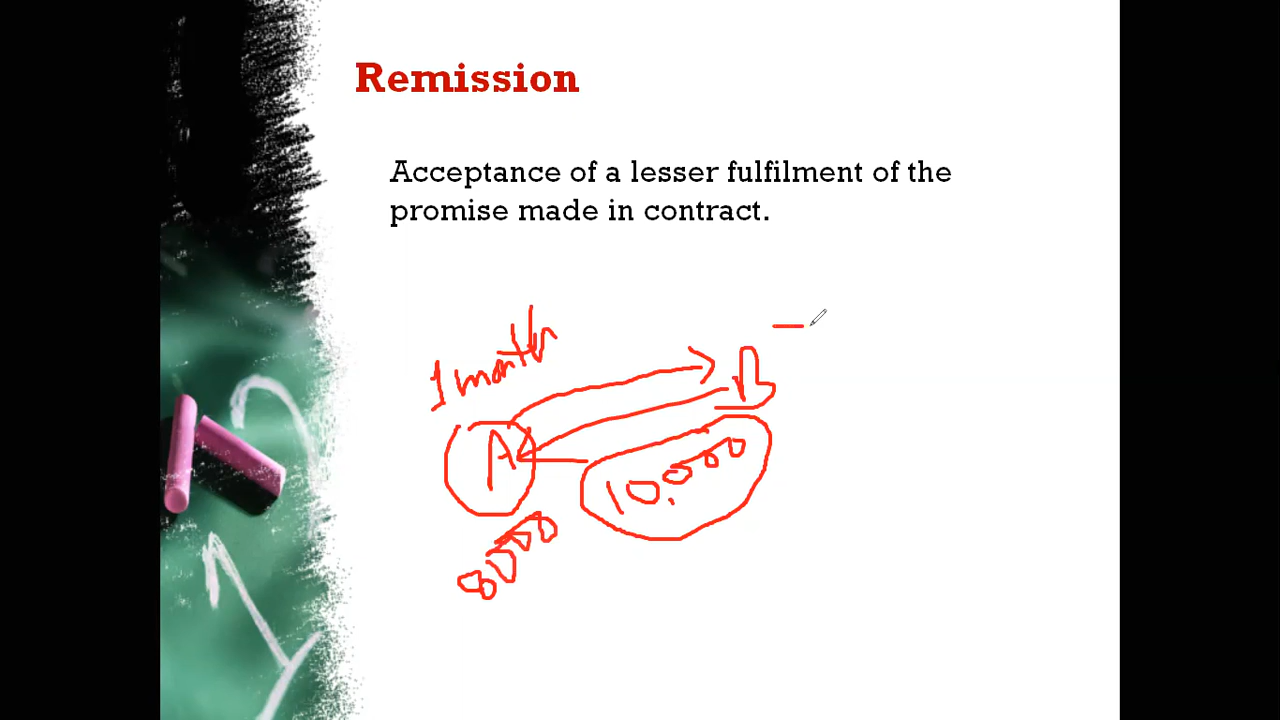 Remission
Acceptance of a lesser fulfilment of the
promise made in contract.
1 month
B
A
10,000
8000